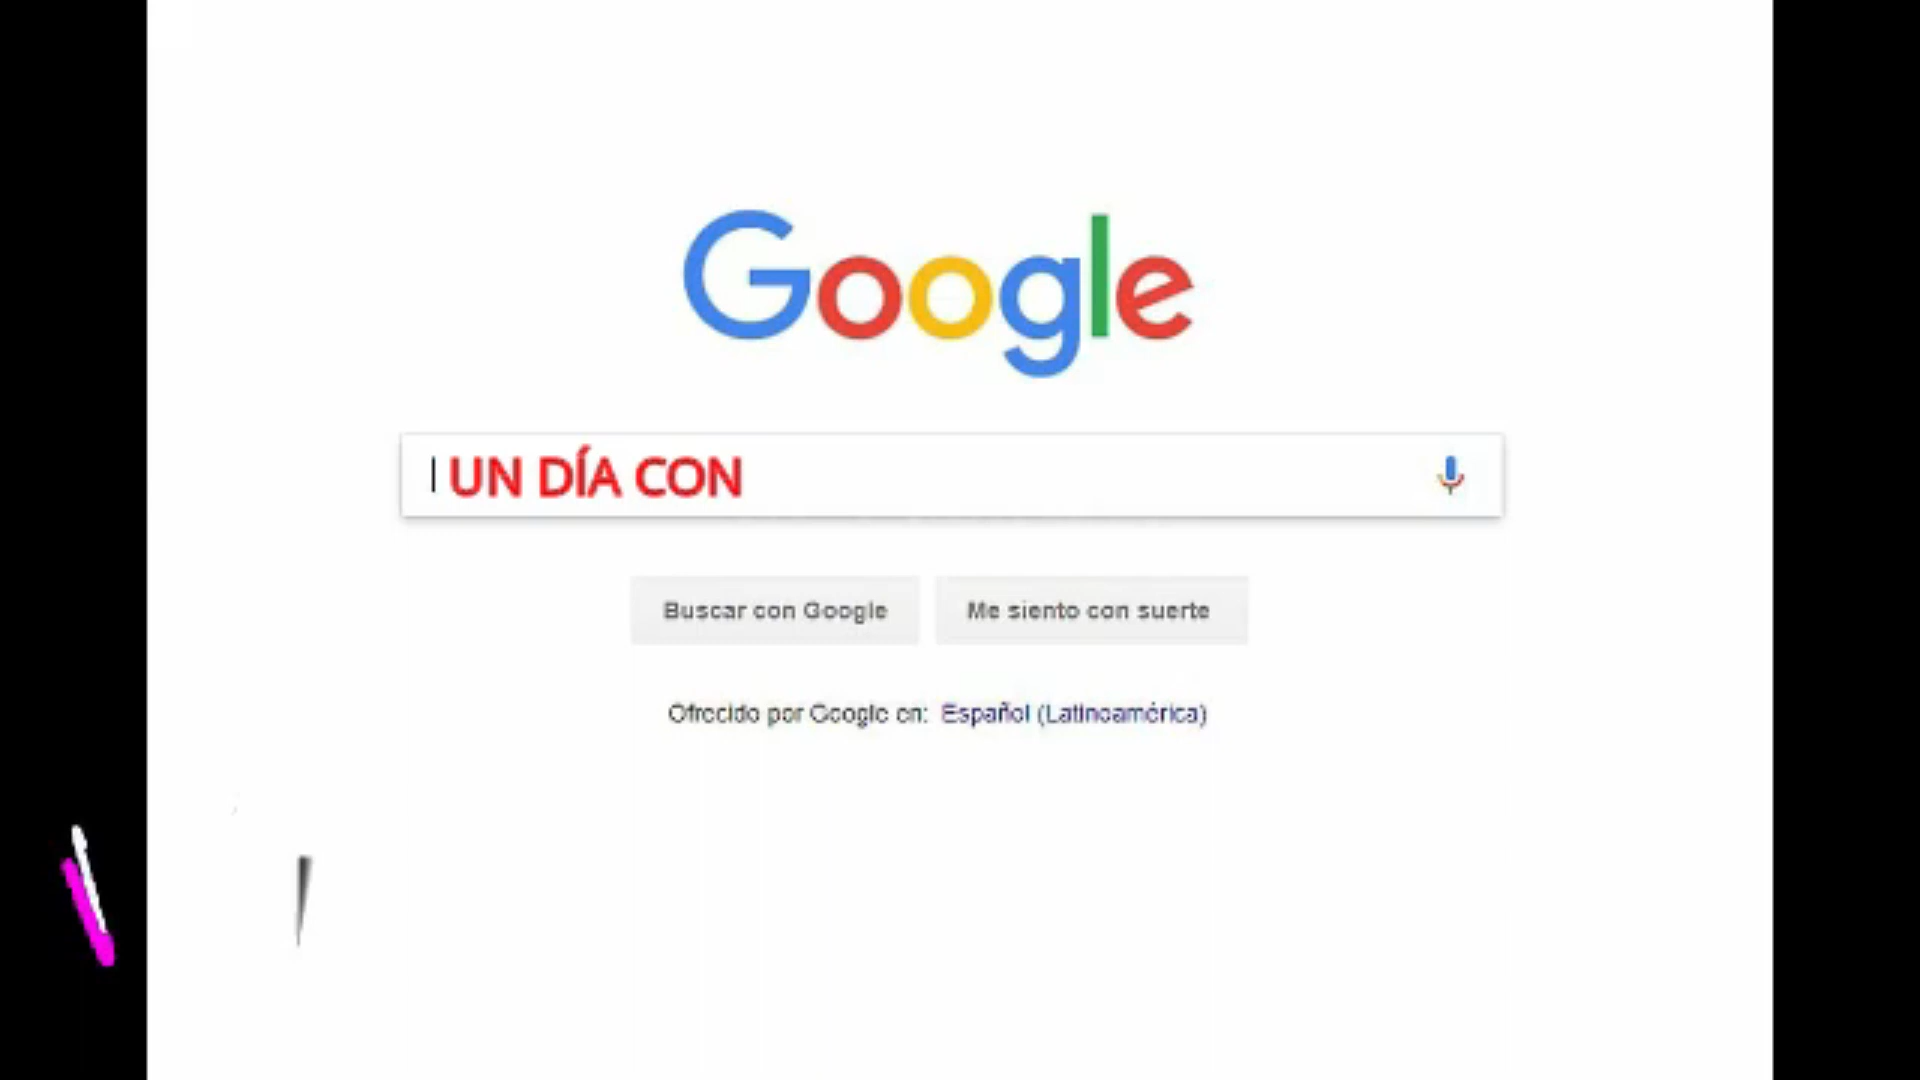 Google
UN DÍA CON
Buscar con Google
Me siento con suerte
Ofrecido por Google en: Español (Latinoamérica)